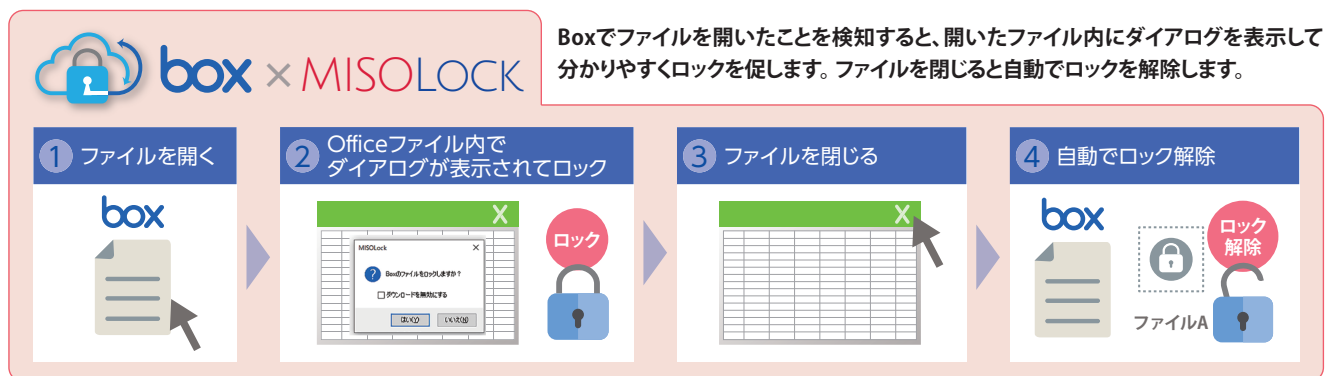 box × MISOLOCK
Boxでファイルを開いたことを検知すると、開いたファイル内にダイアログを表示して
分かりやすくロックを促します。ファイルを閉じると自動でロックを解除します。
1 ファイルを開く
box
2 Officeファイル内で
ダイアログが表示されてロック
X
MISOLock ×
? Boxのファイルをロックしますか?
ダウンロードを無効にする
はい(Y) いいえ(N)
ロック
3 ファイルを閉じる
X
4 自動でロック解除
box
ロック
解除
ファイルA